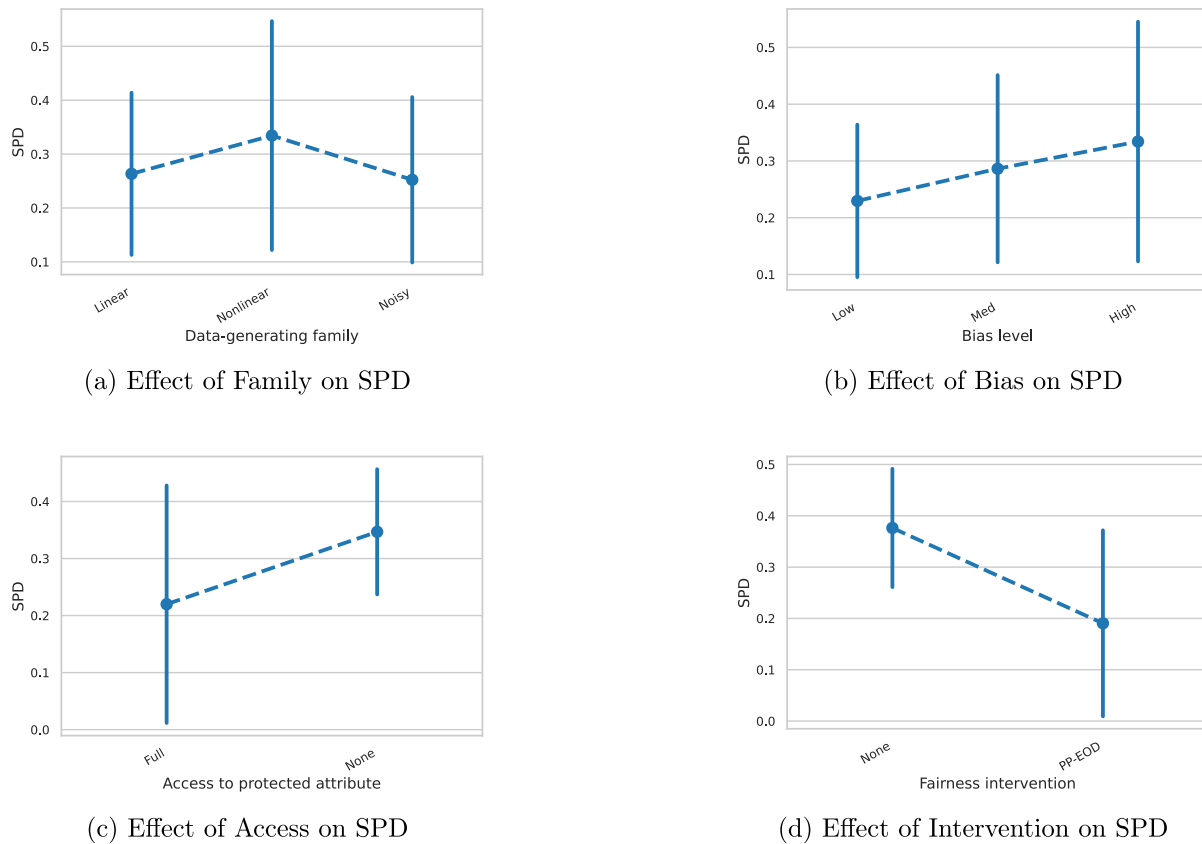 0.5
0.4
0.3
0.2
0.1
SPD
Linear
Nonlinear
Noisy
Data-generating family
(a) Effect of Family on SPD
0.5
0.4
0.3
0.2
0.1
SPD
Low
Med
High
Bias level
(b) Effect of Bias on SPD
0.4
0.3
0.2
0.1
0.0
SPD
Full
None
Access to protected attribute
(c) Effect of Access on SPD
0.5
0.4
0.3
0.2
0.1
0.0
SPD
None
PP-EOD
Fairness intervention
(d) Effect of Intervention on SPD